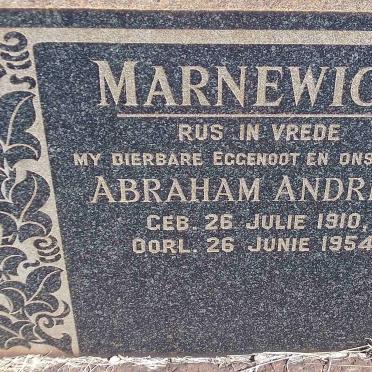 MARNEWIC
RUS IN VREDE
MY DIERBARE EGGENOOT EN ONS
ABRAHAM ANDR
GEB. 26 JULIE 1910,
OORL. 26 JUNIE 1954